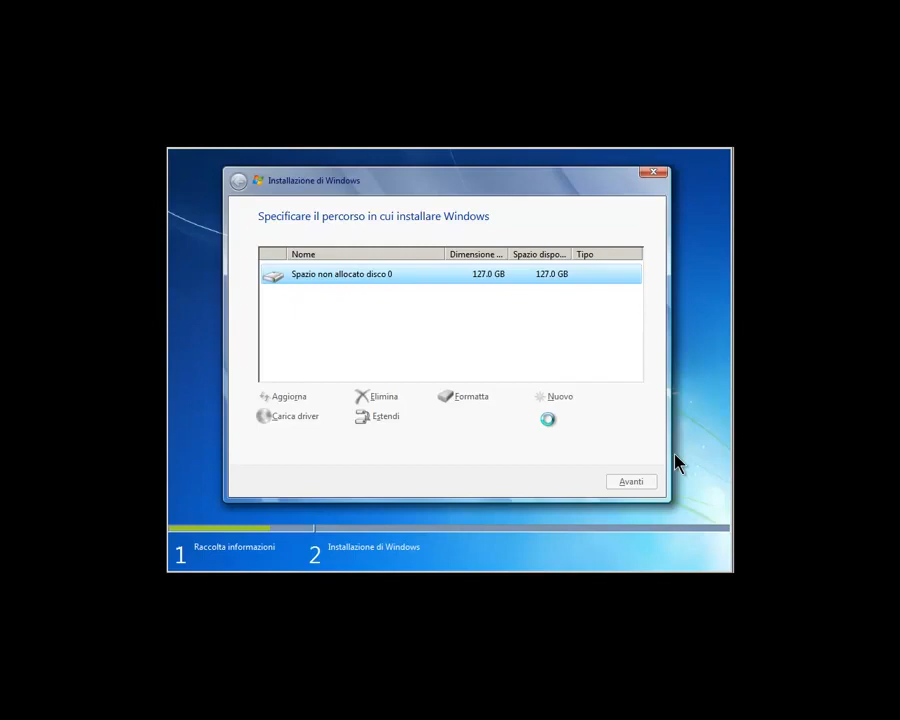 Installazione di Windows
Specificare il percorso in cui installare Windows
Nome Dimensione ... Spazio dispo... Tipo
Spazio non allocato disco 0 127.0 GB 127.0 GB
Aggiorna Elimina Formatta Nuovo
Carica driver Estendi
Avanti
1 Raccolta informazioni 2 Installazione di Windows